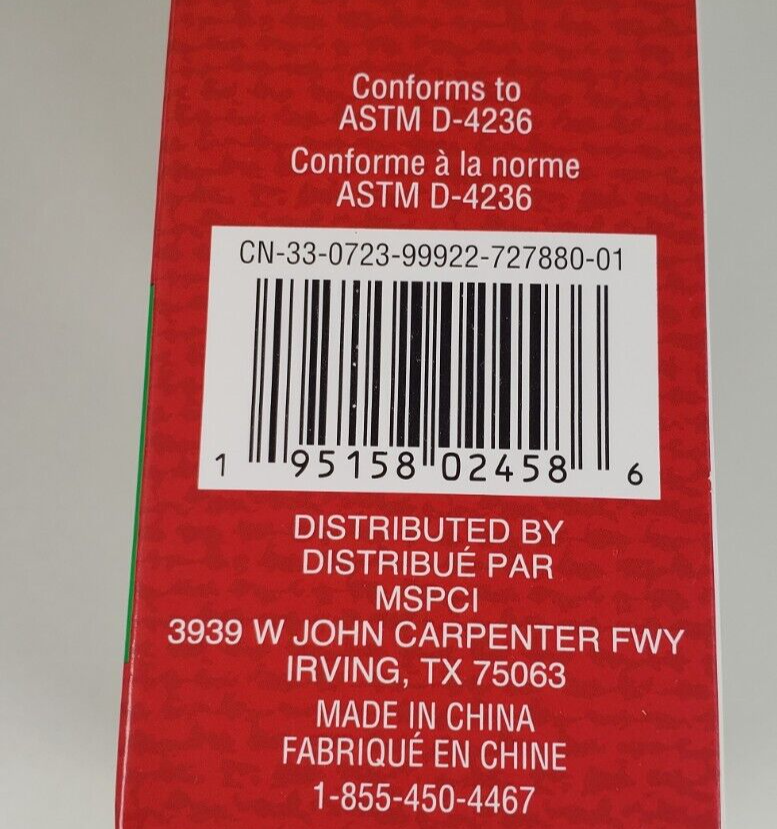 Conforms to
ASTM D-4236
Conforme à la norme
ASTM D-4236
CN-33-0723-99922-727880-01
1 95158 02458 6
DISTRIBUTED BY
DISTRIBUÉ PAR
MSPCI
3939 W JOHN CARPENTER FWY
IRVING, TX 75063
MADE IN CHINA
FABRIQUÉ EN CHINE
1-855-450-4467